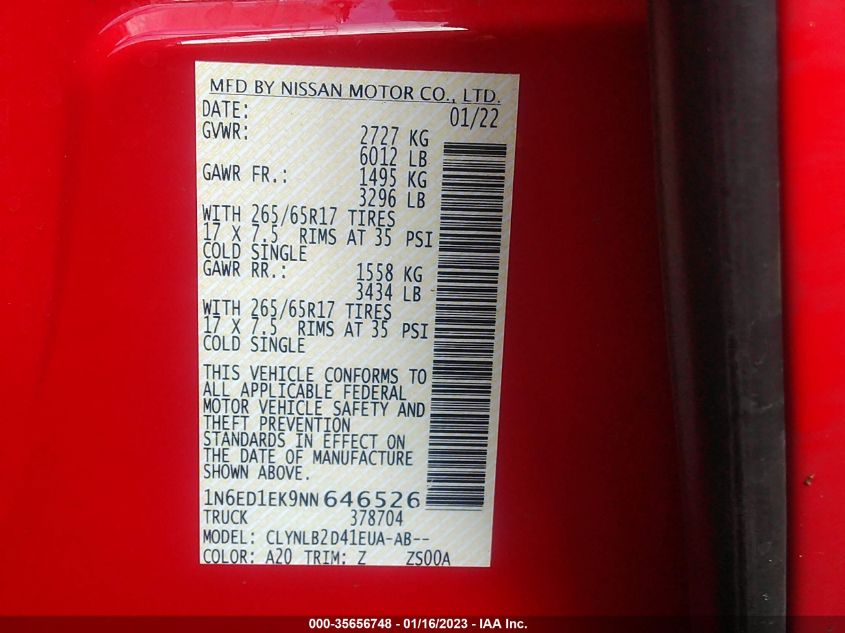 MFD BY NISSAN MOTOR CO., LTD.
DATE: 01/22
GVWR: 2727 KG
6012 LB
GAWR FR.: 1495 KG
3296 LB
WITH 265/65R17 TIRES
17 X 7.5 RIMS AT 35 PSI
COLD SINGLE
GAWR RR.: 1558 KG
3434 LB
WITH 265/65R17 TIRES
17 X 7.5 RIMS AT 35 PSI
COLD SINGLE
THIS VEHICLE CONFORMS TO
ALL APPLICABLE FEDERAL
MOTOR VEHICLE SAFETY AND
THEFT PREVENTION
STANDARDS IN EFFECT ON
THE DATE OF MANUFACTURE
SHOWN ABOVE.
1N6ED1EK9NN646526
TRUCK 378704
MODEL: CLYNLB2D41EUA-AB--
COLOR: A20 TRIM: Z ZS00A
000-35656748 - 01/16/2023 - IAA Inc.